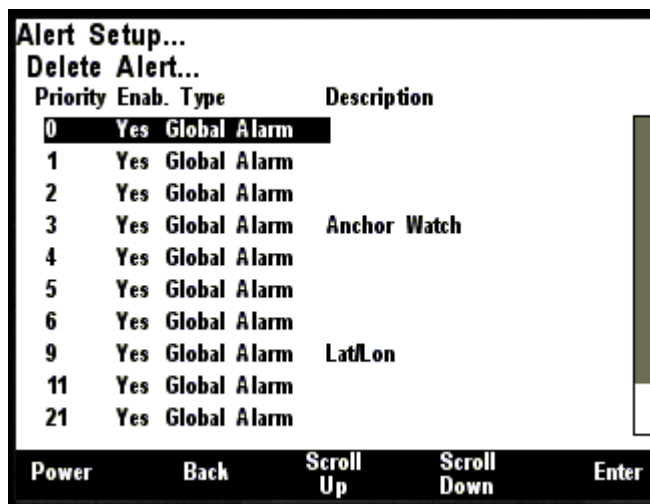 Alert Setup...
Delete Alert...
Priority Enab. Type Description
0 Yes Global Alarm
1 Yes Global Alarm
2 Yes Global Alarm
3 Yes Global Alarm Anchor Watch
4 Yes Global Alarm
5 Yes Global Alarm
6 Yes Global Alarm
9 Yes Global Alarm Lat/Lon
11 Yes Global Alarm
21 Yes Global Alarm
Power Back Scroll Up Scroll Down Enter